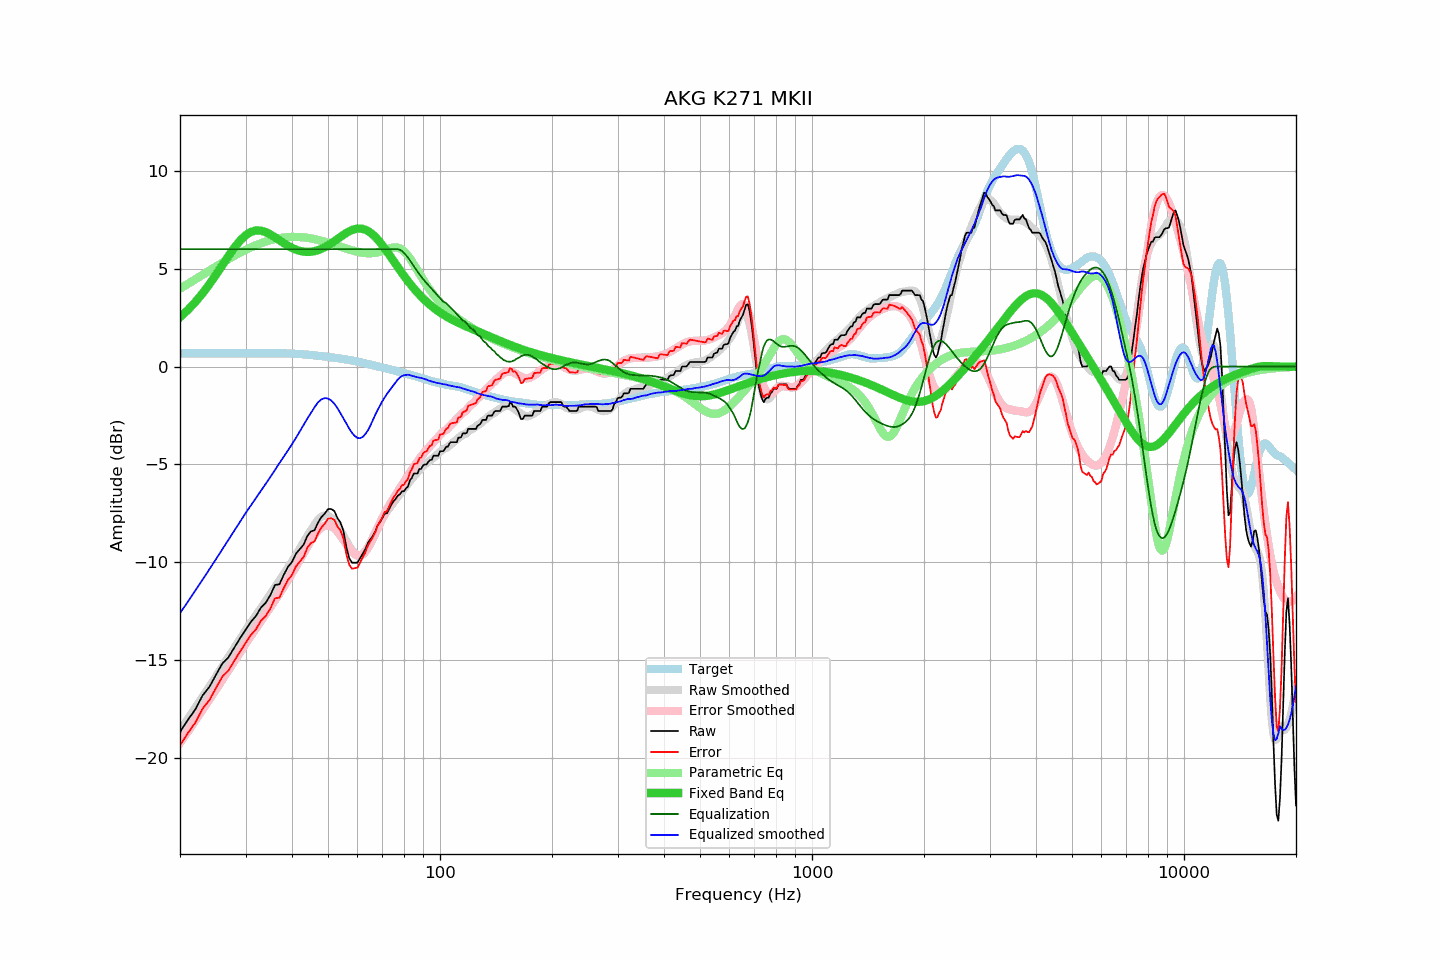 AKG K271 MKII
Amplitude (dBr)
10
5
0
−5
−10
−15
−20
Target
Raw Smoothed
Error Smoothed
Raw
Error
Parametric Eq
Fixed Band Eq
Equalization
Equalized smoothed
100
1000
10000
Frequency (Hz)